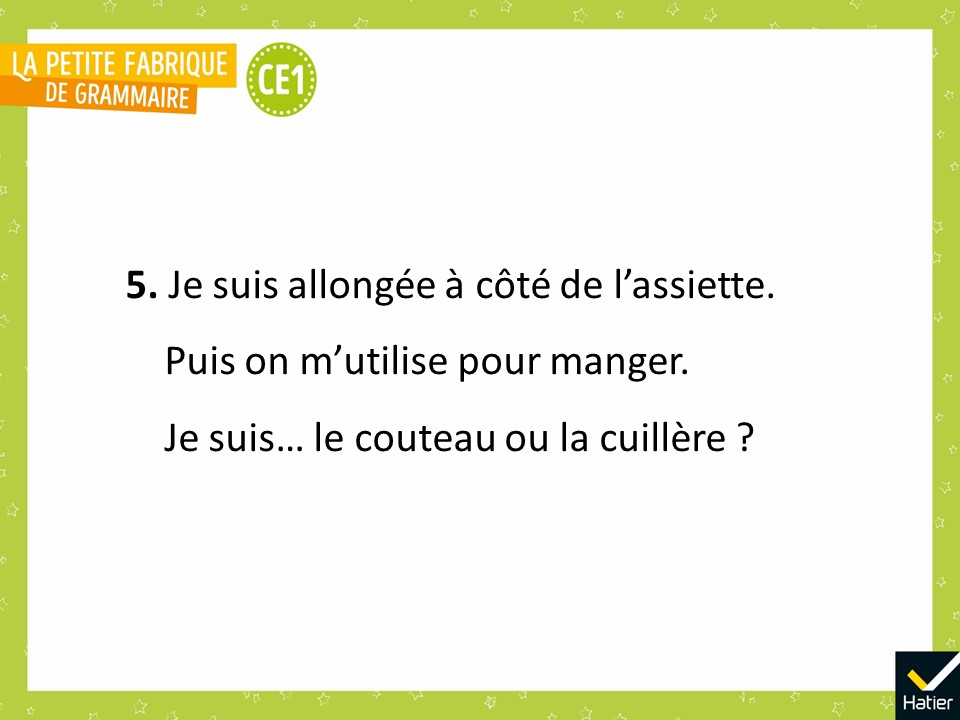 LA PETITE FABRIQUE
DE GRAMMAIRE
CE1
5. Je suis allongée à côté de l’assiette.
Puis on m’utilise pour manger.
Je suis… le couteau ou la cuillère ?
Hatier